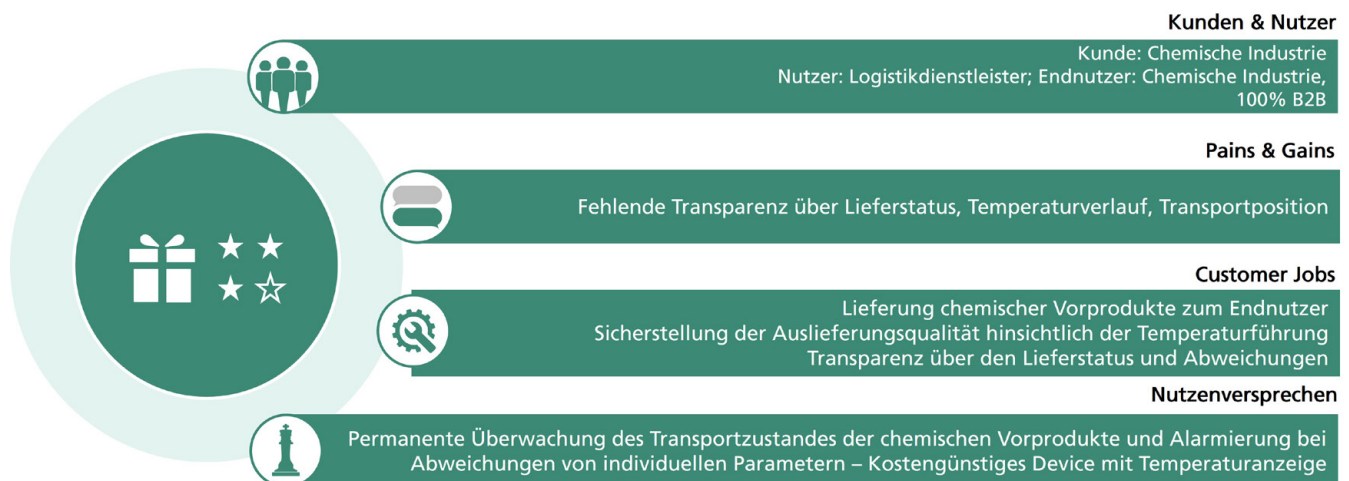 Kunden & Nutzer
Kunde: Chemische Industrie
Nutzer: Logistikdienstleister; Endnutzer: Chemische Industrie,
100% B2B
Pains & Gains
Fehlende Transparenz über Lieferstatus, Temperaturverlauf, Transportposition
Customer Jobs
Lieferung chemischer Vorprodukte zum Endnutzer
Sicherstellung der Auslieferungsqualität hinsichtlich der Temperaturführung
Transparenz über den Lieferstatus und Abweichungen
Nutzenversprechen
Permanente Überwachung des Transportzustandes der chemischen Vorprodukte und Alarmierung bei
Abweichungen von individuellen Parametern – Kostengünstiges Device mit Temperaturanzeige